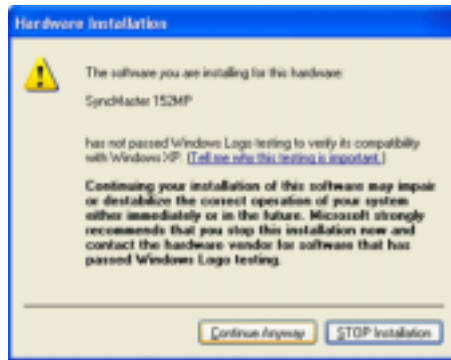 Hardware Installation
The software you are installing for this hardware:
SyncMaster 152MP
has not passed Windows Logo testing to verify its compatibility
with Windows XP. (Tell me why this testing is important.)
Continuing your installation of this software may impair
or destabilize the correct operation of your system
either immediately or in the future. Microsoft strongly
recommends that you stop this installation now and
contact the hardware vendor for software that has
passed Windows Logo testing.
Continue Anyway
STOP Installation